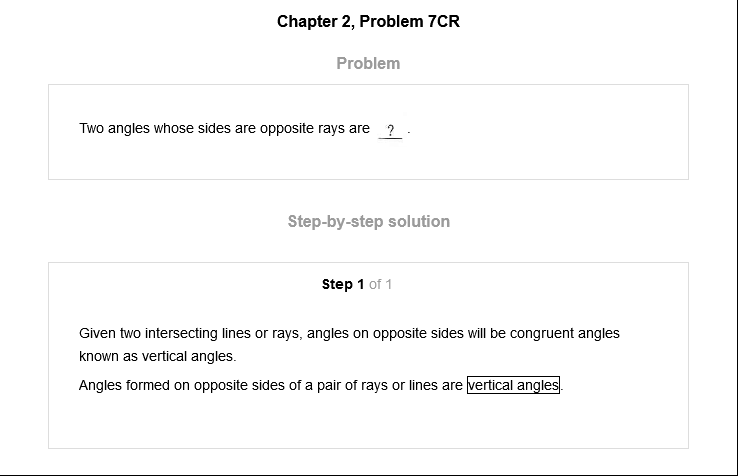 Chapter 2, Problem 7CR
Problem
Two angles whose sides are opposite rays are ? .
Step-by-step solution
Step 1 of 1
Given two intersecting lines or rays, angles on opposite sides will be congruent angles
known as vertical angles.
Angles formed on opposite sides of a pair of rays or lines are vertical angles.